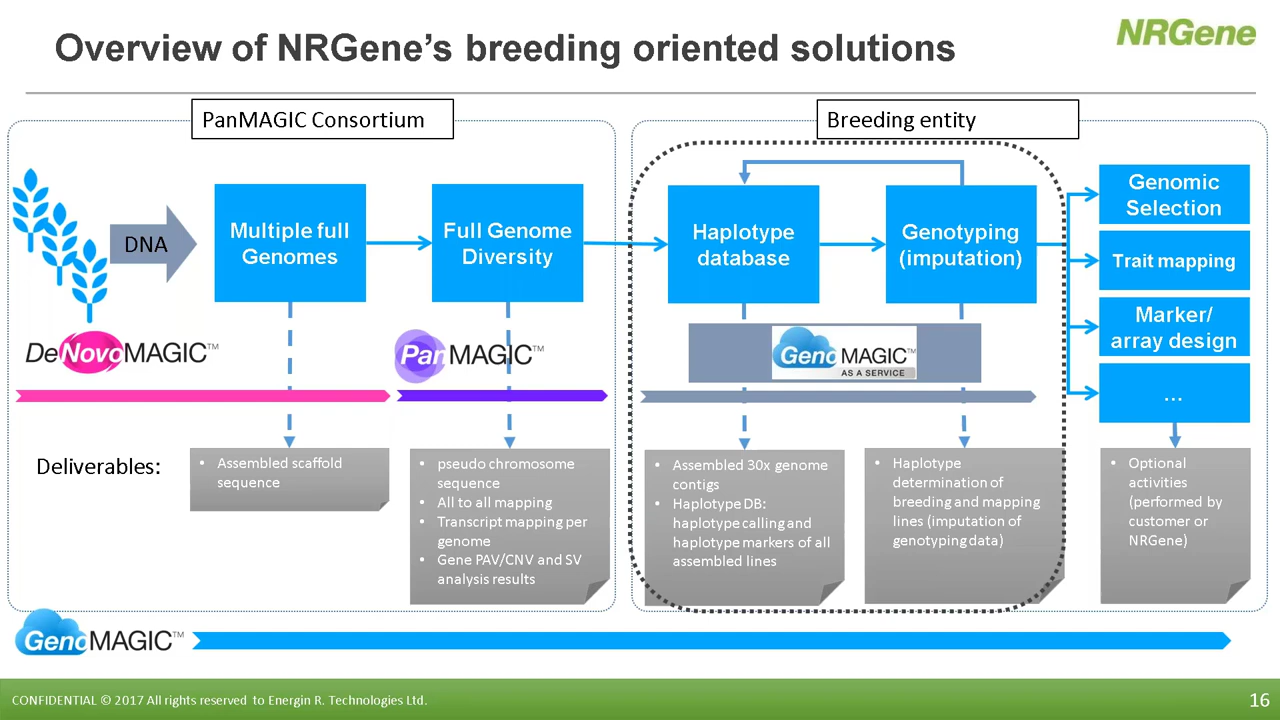 Overview of NRGene’s breeding oriented solutions
NRGene
PanMAGIC Consortium
Breeding entity
DNA
Multiple full
Genomes
Full Genome
Diversity
Haplotype
database
Genotyping
(imputation)
Genomic
Selection
Trait mapping
Marker/
array design
...
DeNovoMAGIC™
PanMAGIC™
GenoMAGIC™
AS A SERVICE
Deliverables:
• Assembled scaffold
sequence
• pseudo chromosome
sequence
• All to all mapping
• Transcript mapping per
genome
• Gene PAV/CNV and SV
analysis results
• Assembled 30x genome
contigs
• Haplotype DB:
haplotype calling and
haplotype markers of all
assembled lines
• Haplotype
determination of
breeding and mapping
lines (imputation of
genotyping data)
• Optional
activities
(performed by
customer or
NRGene)
GenoMAGIC™
CONFIDENTIAL © 2017 All rights reserved to Energin R. Technologies Ltd.
16